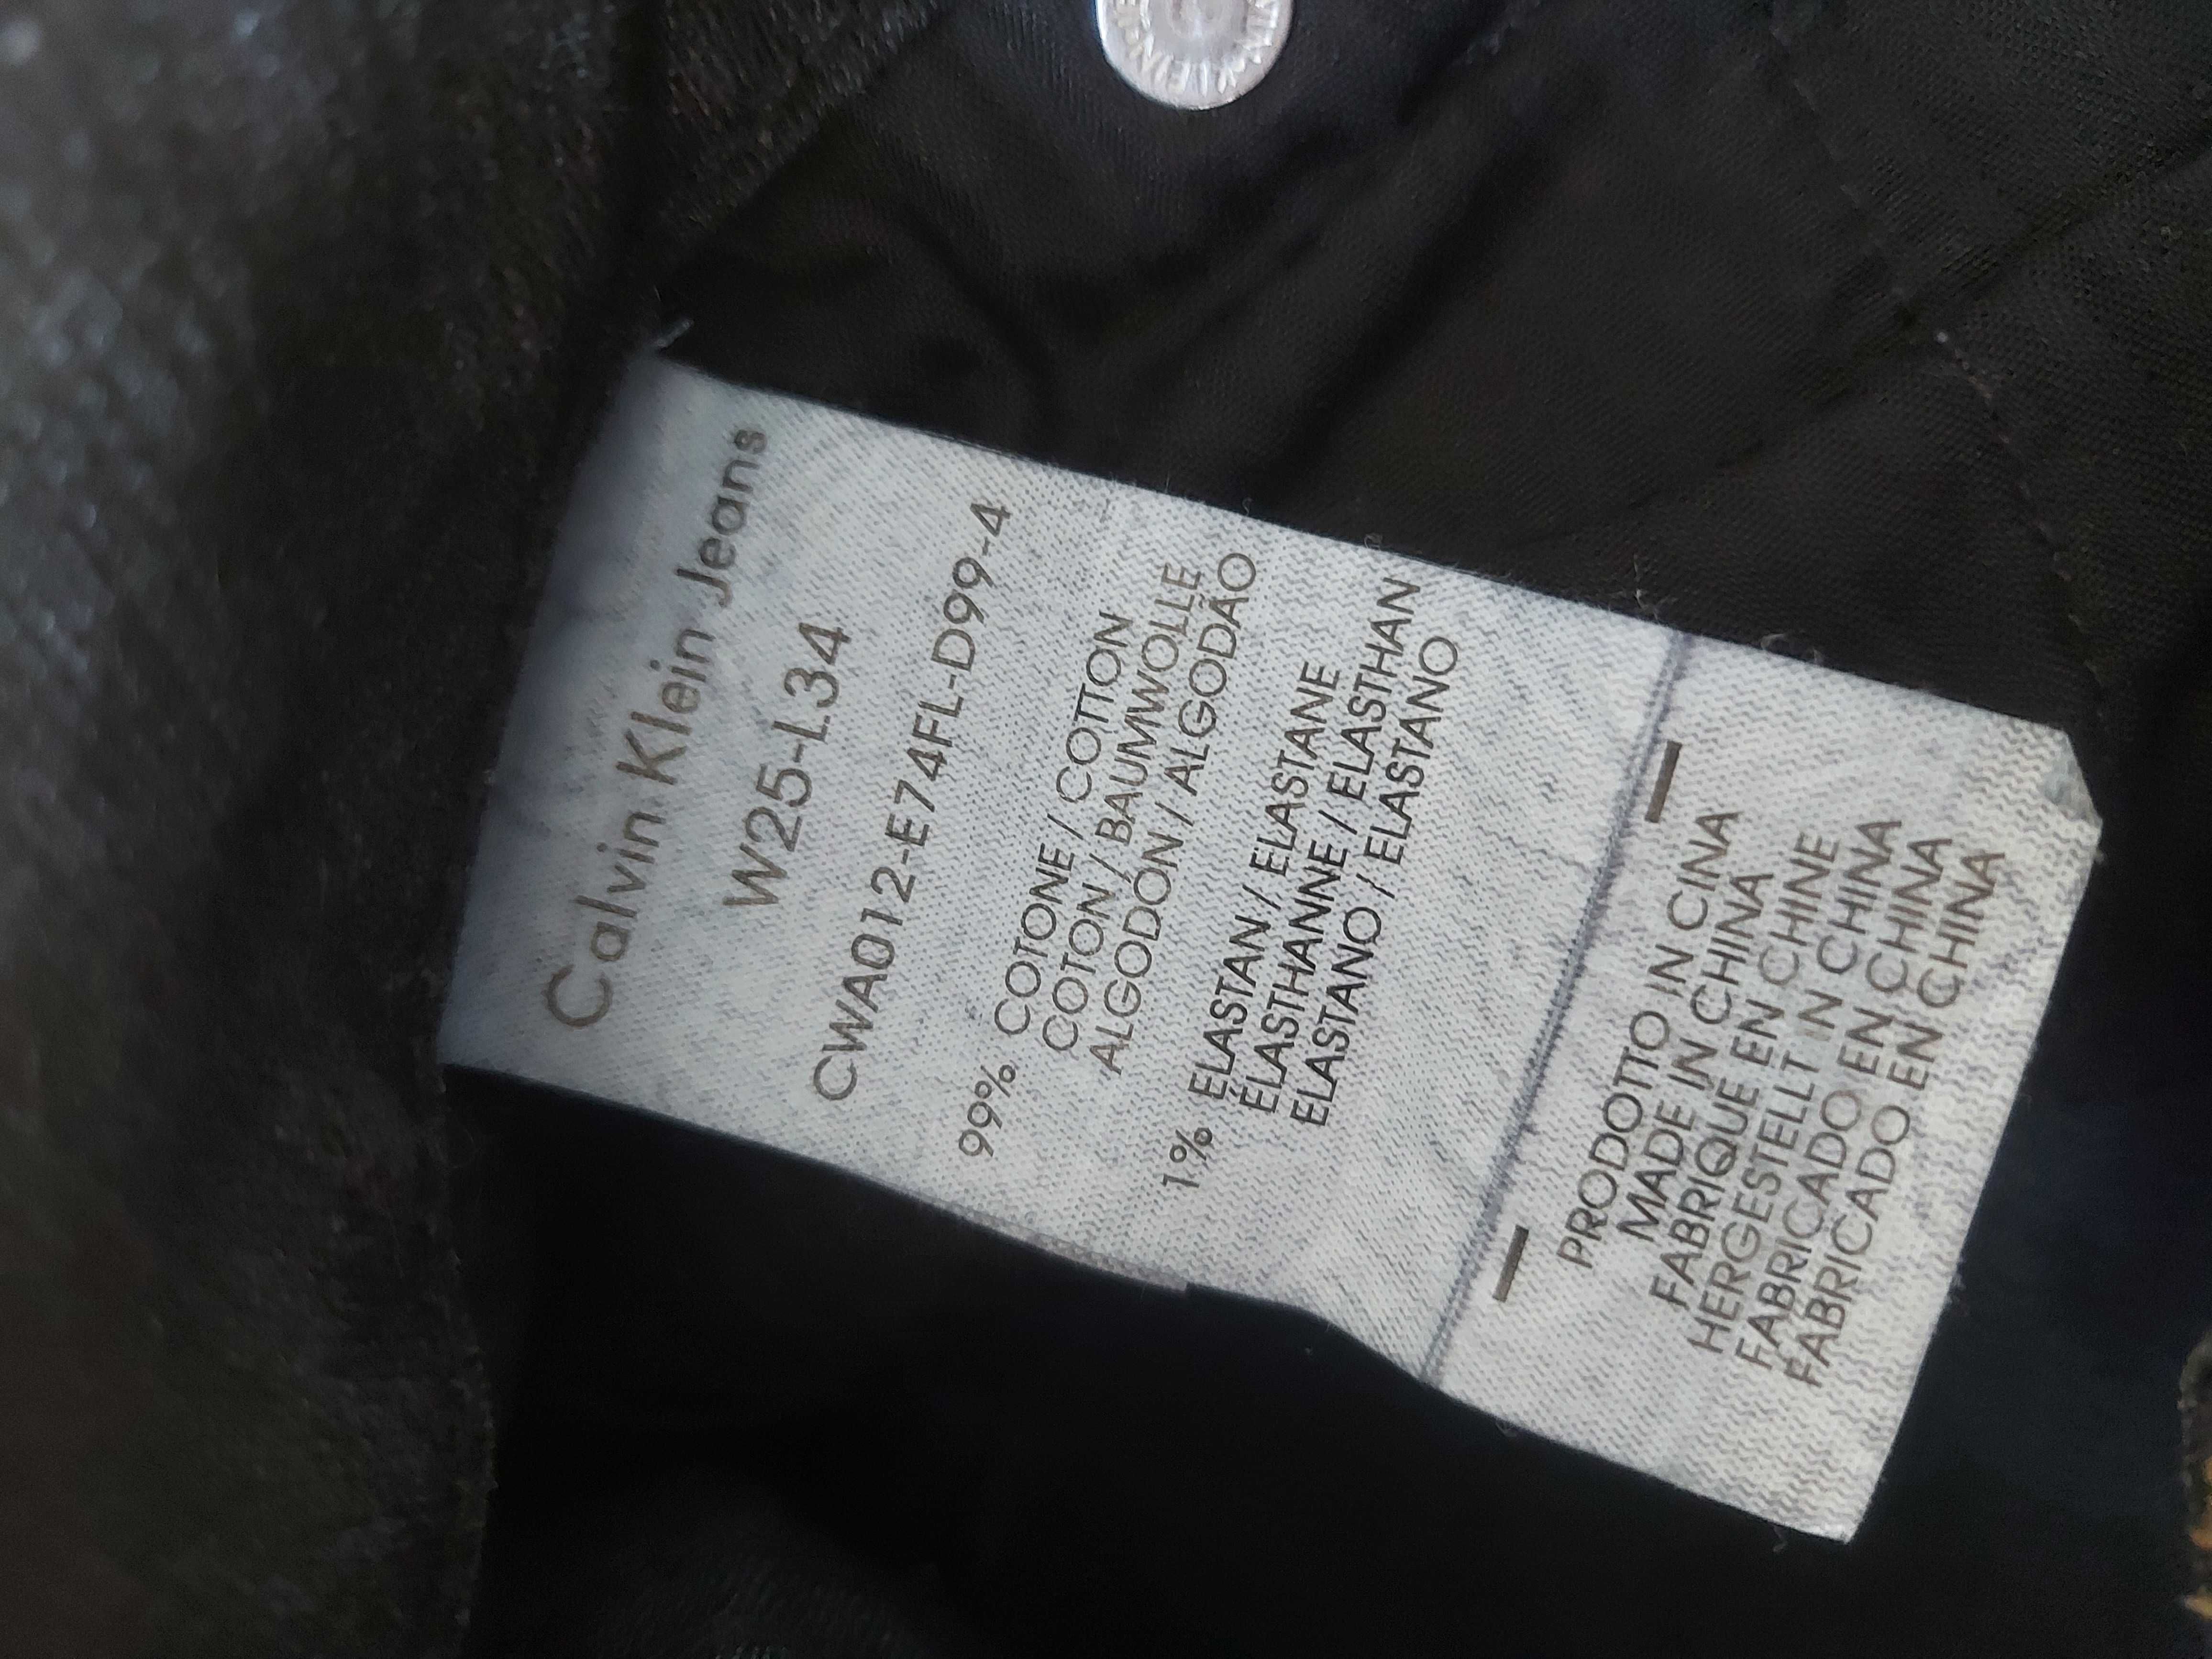 Calvin Klein Jeans
W25-L34
CWA012-E74FL-D99-4
99% COTONE / COTTON
COTON / BAUMWOLLE
ALGODÓN / ALGODÃO
1% ELASTAN / ELASTANE
ÉLASTHANNE / ELASTHAN
ELASTANO / ELASTANO
PRODOTTO IN CINA
MADE IN CHINA
FABRIQUE EN CHINE
HERGESTELLT IN CHINA
FABRICADO EN CHINA
FABRICADO EN CHINA